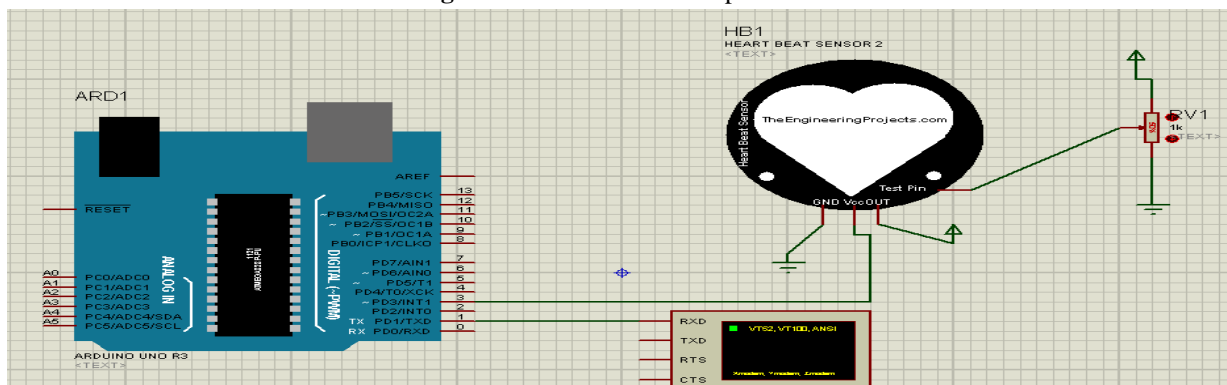 HB1
HEART BEAT SENSOR 2
<TEXT>
ARD1
TheEngineeringProjects.com
Heart Beat Sensor
Test Pin
GND Vcc OUT
RV1
1k
<TEXT>
AREF
RESET
PB5/SCK 13
PB4/MISO 12
~PB3/MOSI/OC2A 11
~ PB2/SS/OC1B 10
~ PB1/OC1A 9
PB0/ICP1/CLKO 8
PD7/AIN1 7
~ PD6/AIN0 6
~ PD5/T1 5
PD4/T0/XCK 4
~ PD3/INT1 3
PD2/INT0 2
TX PD1/TXD 1
RX PD0/RXD 0
DIGITAL (~PWM)
ANALOG IN
1121
A0 PC0/ADC0
A1 PC1/ADC1
A2 PC2/ADC2
A3 PC3/ADC3
A4 PC4/ADC4/SDA
A5 PC5/ADC5/SCL
ARDUINO UNO R3
<TEXT>
RXD
TXD
RTS
CTS
VT52, VT100, ANSI
Xmodem, Ymodem, Zmodem